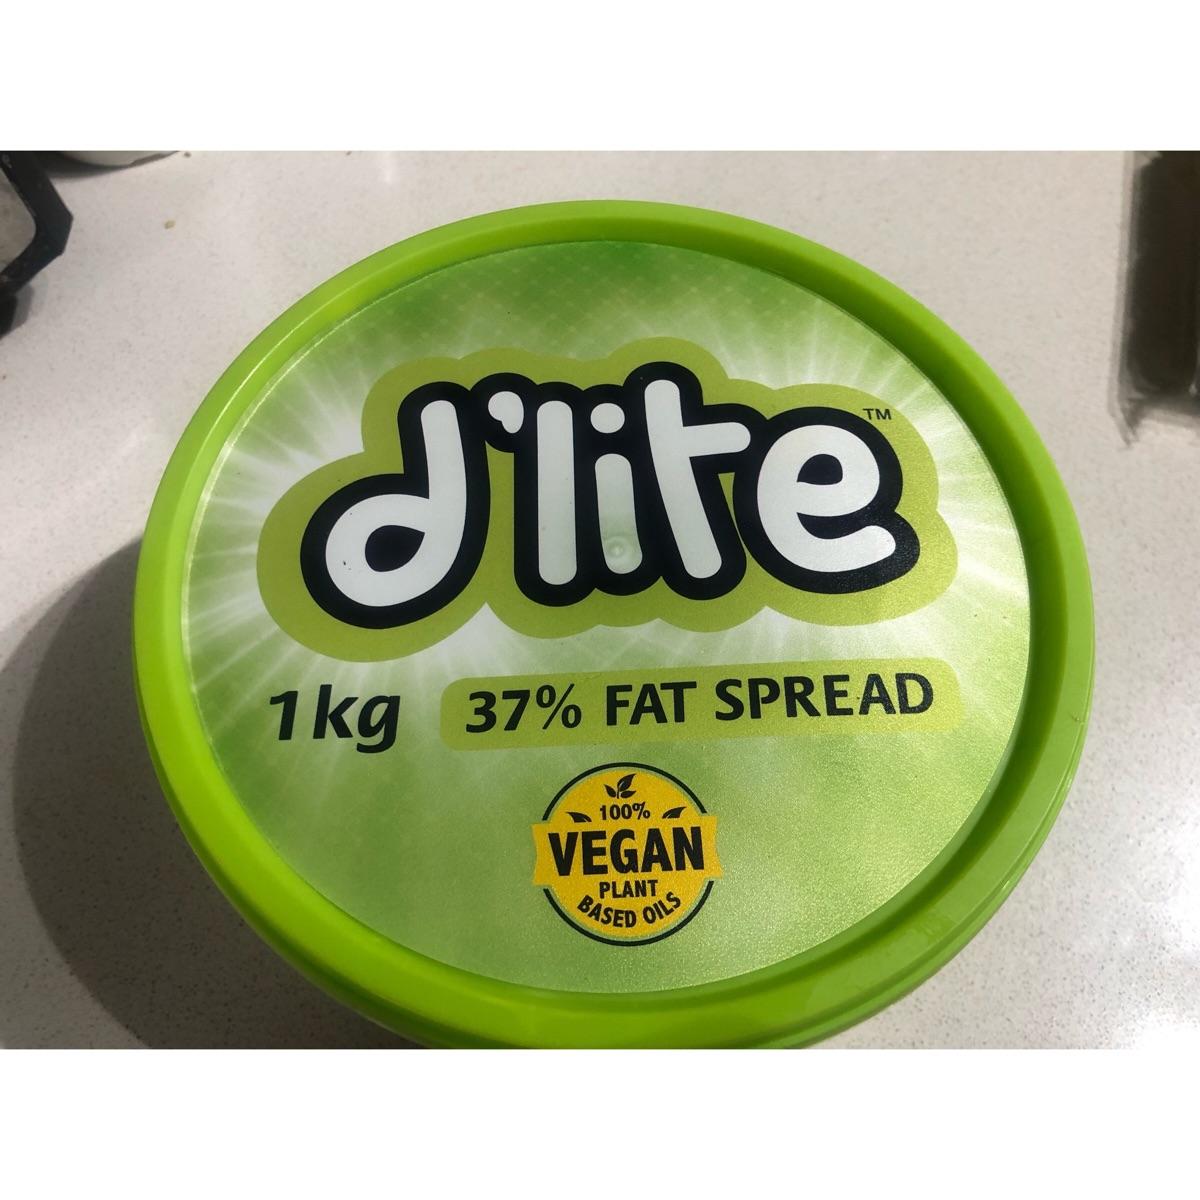 d'lite™
1kg 37% FAT SPREAD
100%
VEGAN
PLANT
BASED OILS